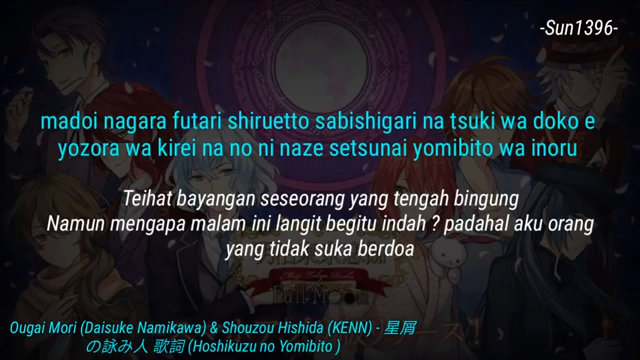 -Sun1396-
madoi nagara futari shiruetto sabishigari na tsuki wa doko e
yozora wa kirei na no ni naze setsunai yomibito wa inoru
Teihat bayangan seseorang yang tengah bingung
Namun mengapa malam ini langit begitu indah ? padahal aku orang
yang tidak suka berdoa
Full Moon
Ougai Mori (Daisuke Namikawa) & Shouzou Hishida (KENN) - 星屑
の詠み人 歌詞 (Hoshikuzu no Yomibito )